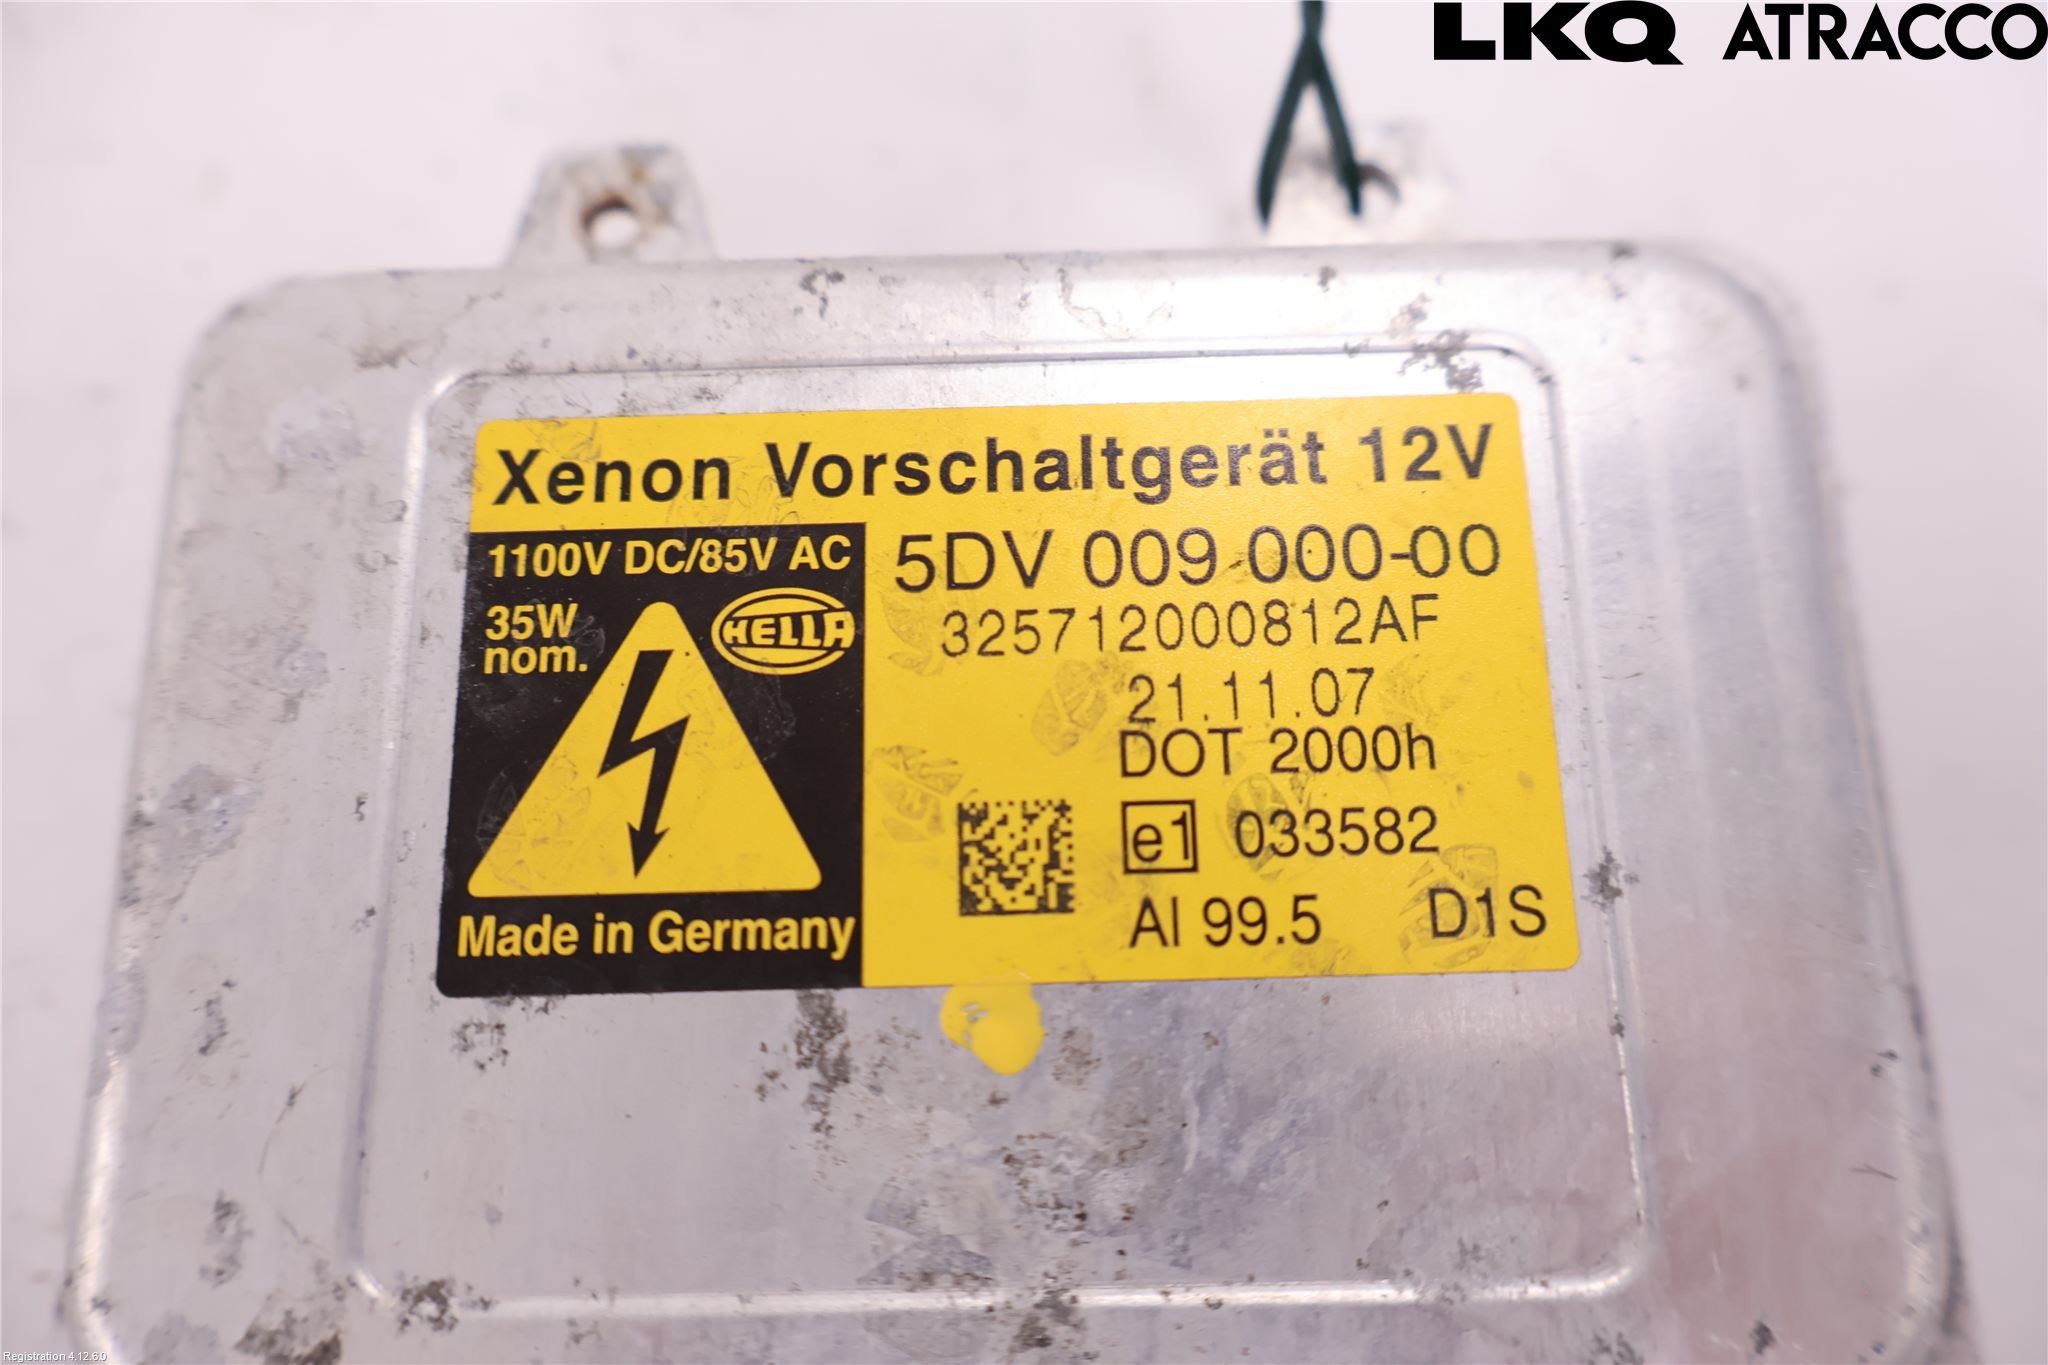 LKQ ATRACCO
Xenon Vorschaltgerät 12V
1100V DC/85V AC
35W
nom.
HELLA
Made in Germany
5DV 009 000-00
325712000812AF
21.11.07
DOT 2000h
e1 033582
Al 99.5 D1S
Registration 4.12.6.0